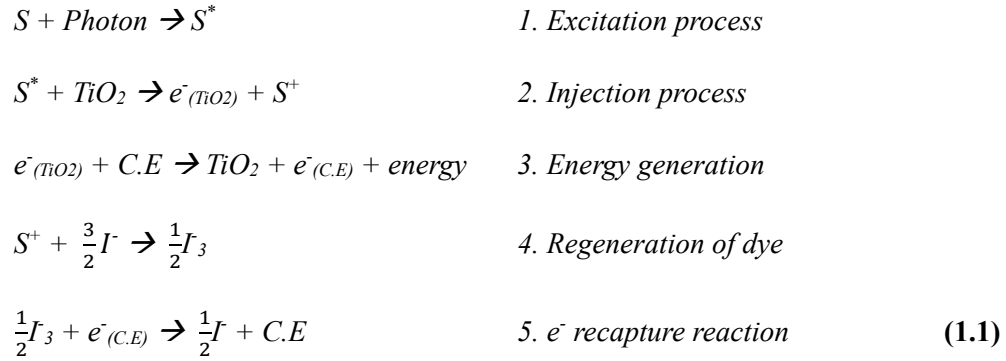 S + Photon → S* 1. Excitation process
S* + TiO₂ → e⁻(TiO2) + S⁺ 2. Injection process
e⁻(TiO2) + C.E → TiO₂ + e⁻(C.E) + energy 3. Energy generation
S⁺ + 3/2 I⁻ → 1/2 I⁻₃ 4. Regeneration of dye
1/2 I⁻₃ + e⁻(C.E) → 1/2 I⁻ + C.E 5. e⁻ recapture reaction (1.1)